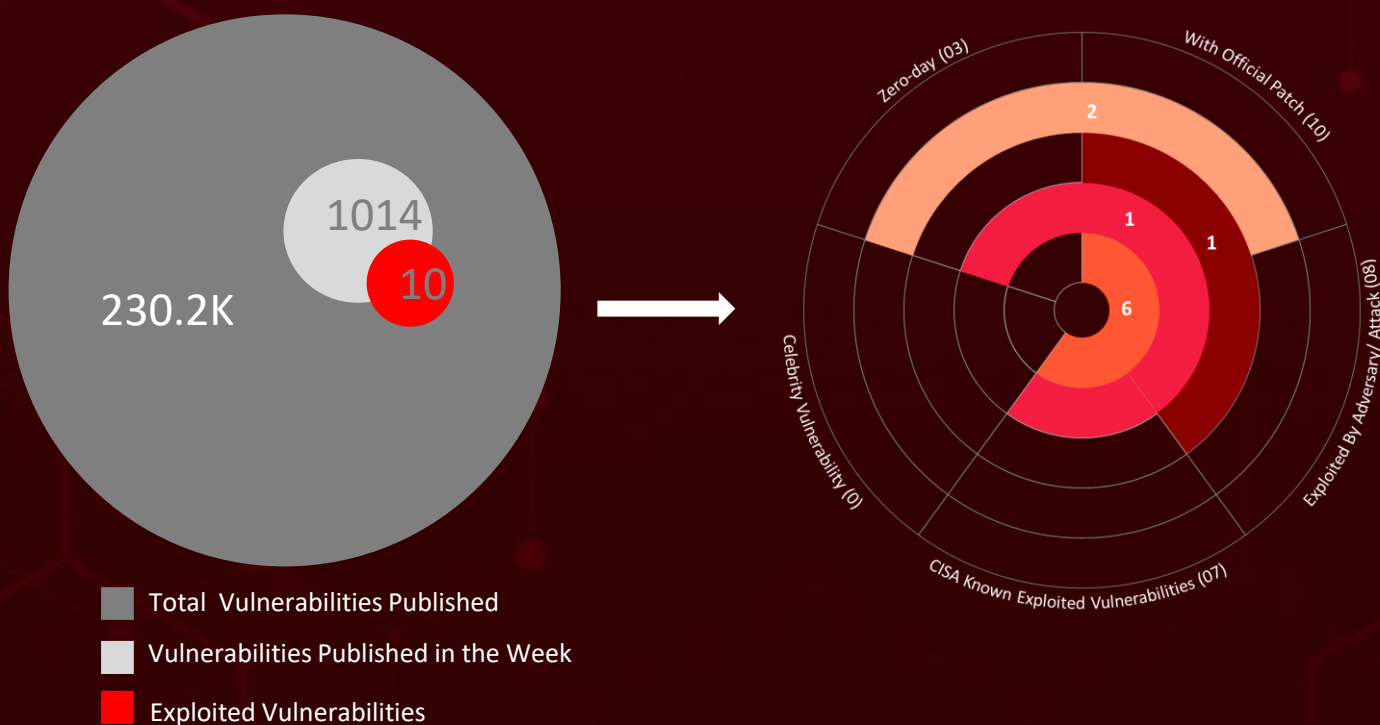 230.2K
1014
10
Total Vulnerabilities Published
Vulnerabilities Published in the Week
Exploited Vulnerabilities
Zero-day (03)
With Official Patch (10)
Exploited By Adversary/ Attack (08)
CISA Known Exploited Vulnerabilities (07)
Celebrity Vulnerability (0)
2
1
1
6